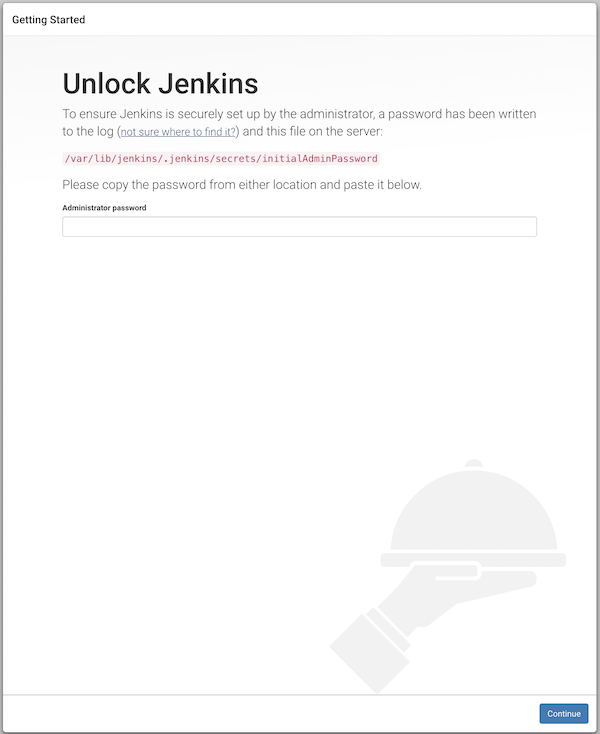 Getting Started
Unlock Jenkins
To ensure Jenkins is securely set up by the administrator, a password has been written
to the log (not sure where to find it?) and this file on the server:
/var/lib/jenkins/.jenkins/secrets/initialAdminPassword
Please copy the password from either location and paste it below.
Administrator password
Continue